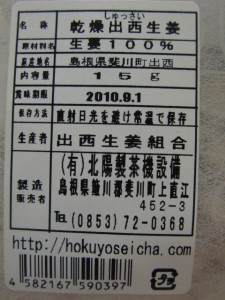 しゅっさい
名称 乾燥出西生姜
原材料名 生姜100%
原産地名 島根県斐川町出西
内容量 15g
賞味期限 2010.9.1
保存方法 直射日光を避け常温で保存
生産者 出西生姜組合
製造
販売者
(有)北陽製茶機設備
島根県簸川郡斐川町上直江
452-3
TEL(0853)72-0368
http://hokuyoseicha.com
4 582167 590397
プラ